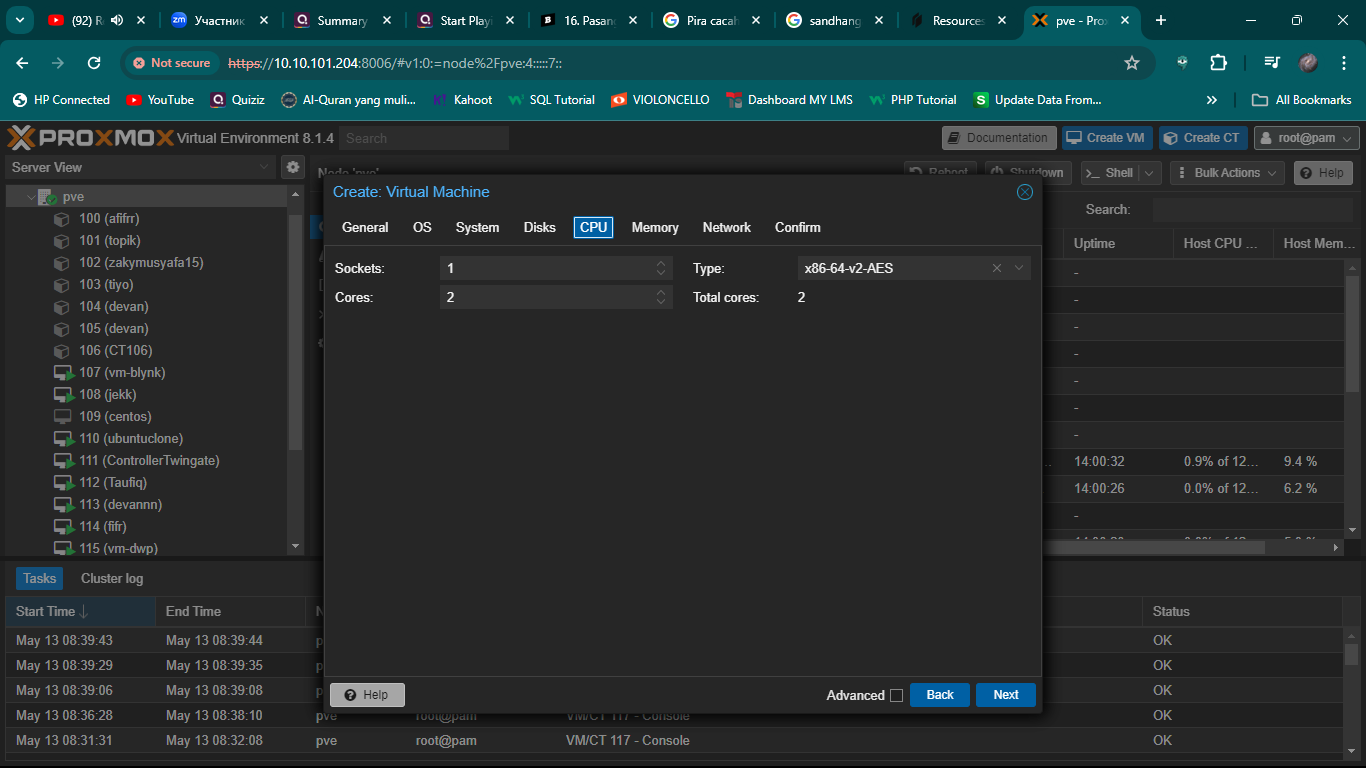 (92) R
Участник
Summary
Start Playi
16. Pasan
Pira cacah
sandhang
Resources
pve - Pro
Not secure https://10.10.101.204:8006/#v1:0:=node%2Fpve:4:::::7::
HP Connected YouTube Quiziz Al-Quran yang muli... Kahoot SQL Tutorial VIOLONCELLO Dashboard MY LMS PHP Tutorial Update Data From... » All Bookmarks
PROXMOX Virtual Environment 8.1.4 Search Documentation Create VM Create CT root@pam
Server View Node 'pve' Reboot Shutdown Shell Bulk Actions Help
Create: Virtual Machine
General OS System Disks CPU Memory Network Confirm
Sockets: 1 Type: x86-64-v2-AES
Cores: 2 Total cores: 2
Help Advanced Back Next
pve
100 (afifrr)
101 (topik)
102 (zakymusyafa15)
103 (tiyo)
104 (devan)
105 (devan)
106 (CT106)
107 (vm-blynk)
108 (jekk)
109 (centos)
110 (ubuntuclone)
111 (ControllerTwingate)
112 (Taufiq)
113 (devannn)
114 (fifr)
115 (vm-dwp)
Search:
Uptime Host CPU ... Host Mem...
-
-
-
-
-
-
-
14:00:32 0.9% of 12... 9.4 %
14:00:26 0.0% of 12... 6.2 %
-
Tasks Cluster log
Start Time End Time Status
May 13 08:39:43 May 13 08:39:44 OK
May 13 08:39:29 May 13 08:39:35 OK
May 13 08:39:06 May 13 08:39:08 OK
May 13 08:36:28 May 13 08:38:10 pve root@pam VM/CT 117 - Console OK
May 13 08:31:31 May 13 08:32:08 pve root@pam VM/CT 117 - Console OK